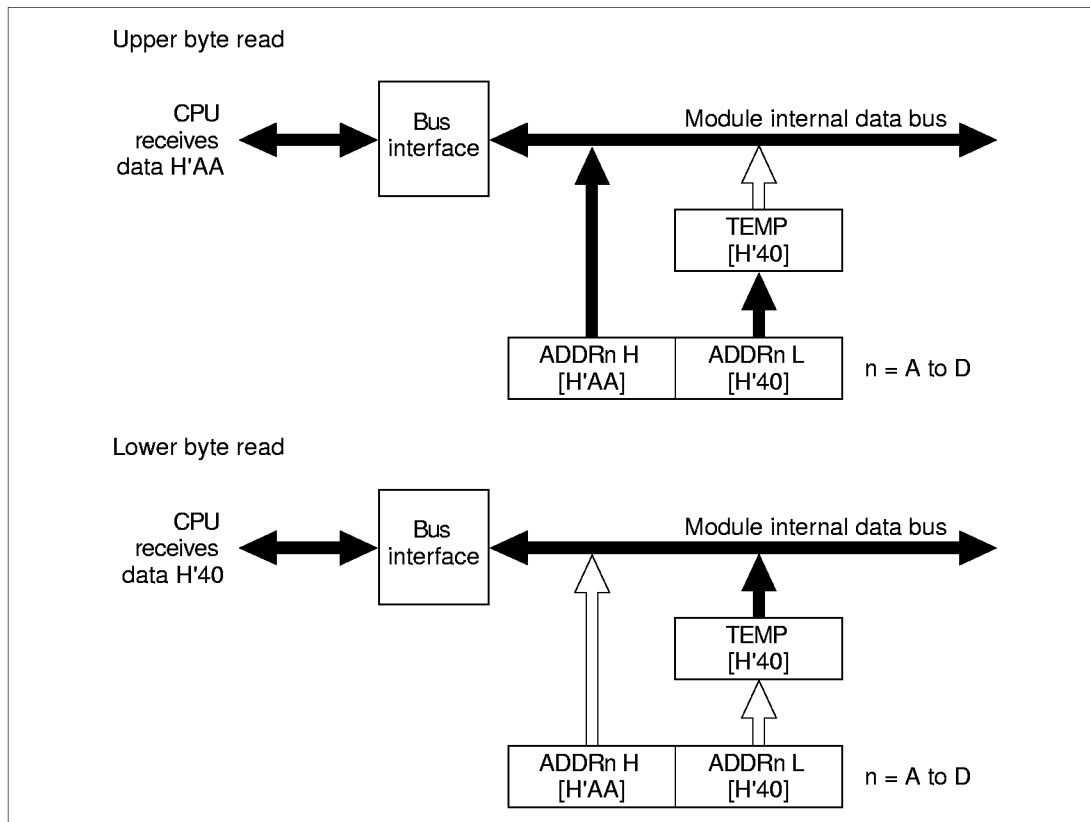 Upper byte read
CPU
receives
data H'AA
Bus
interface
Module internal data bus
TEMP
[H'40]
ADDRn H
[H'AA]
ADDRn L
[H'40]
n = A to D
Lower byte read
CPU
receives
data H'40
Bus
interface
Module internal data bus
TEMP
[H'40]
ADDRn H
[H'AA]
ADDRn L
[H'40]
n = A to D